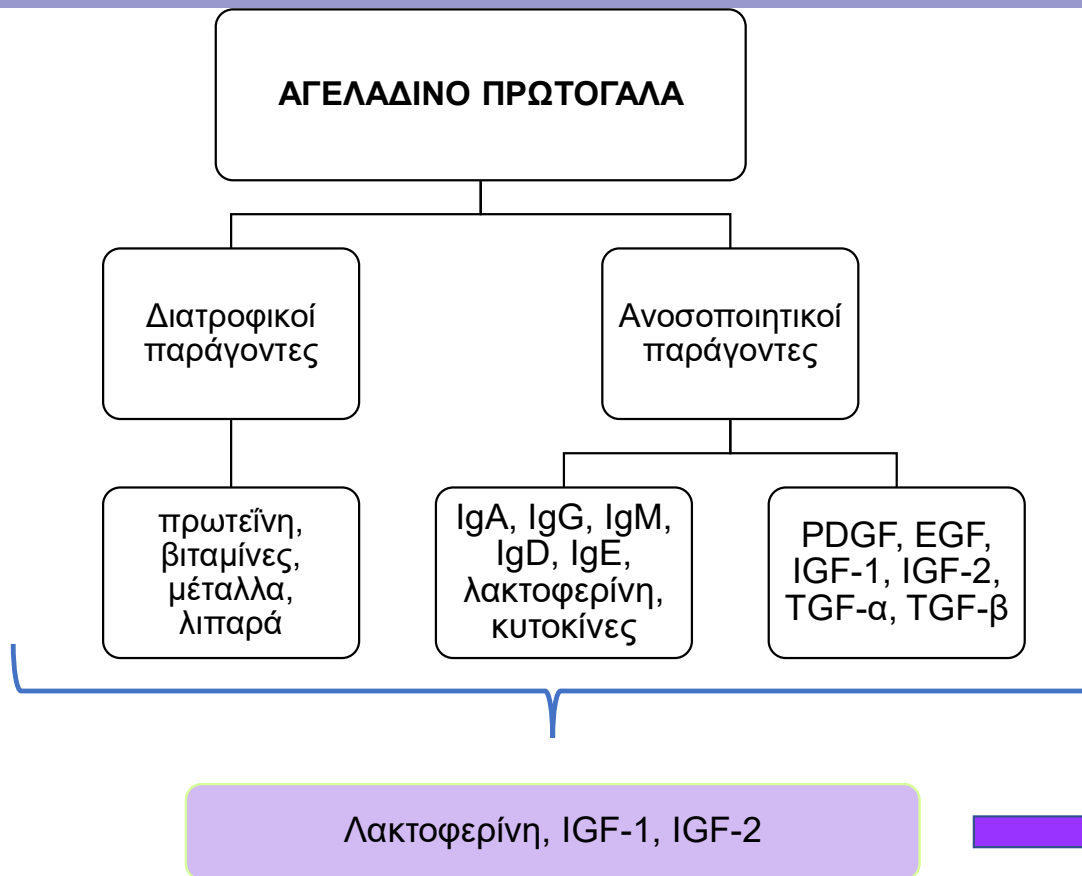 ΑΓΕΛΑΔΙΝΟ ΠΡΩΤΟΓΑΛΑ
Διατροφικοί
παράγοντες
Ανοσοποιητικοί
παράγοντες
πρωτεΐνη,
βιταμίνες,
μέταλλα,
λιπαρά
IgA, IgG, IgM,
IgD, IgE,
λακτοφερίνη,
κυτοκίνες
PDGF, EGF,
IGF-1, IGF-2,
TGF-α, TGF-β
Λακτοφερίνη, IGF-1, IGF-2